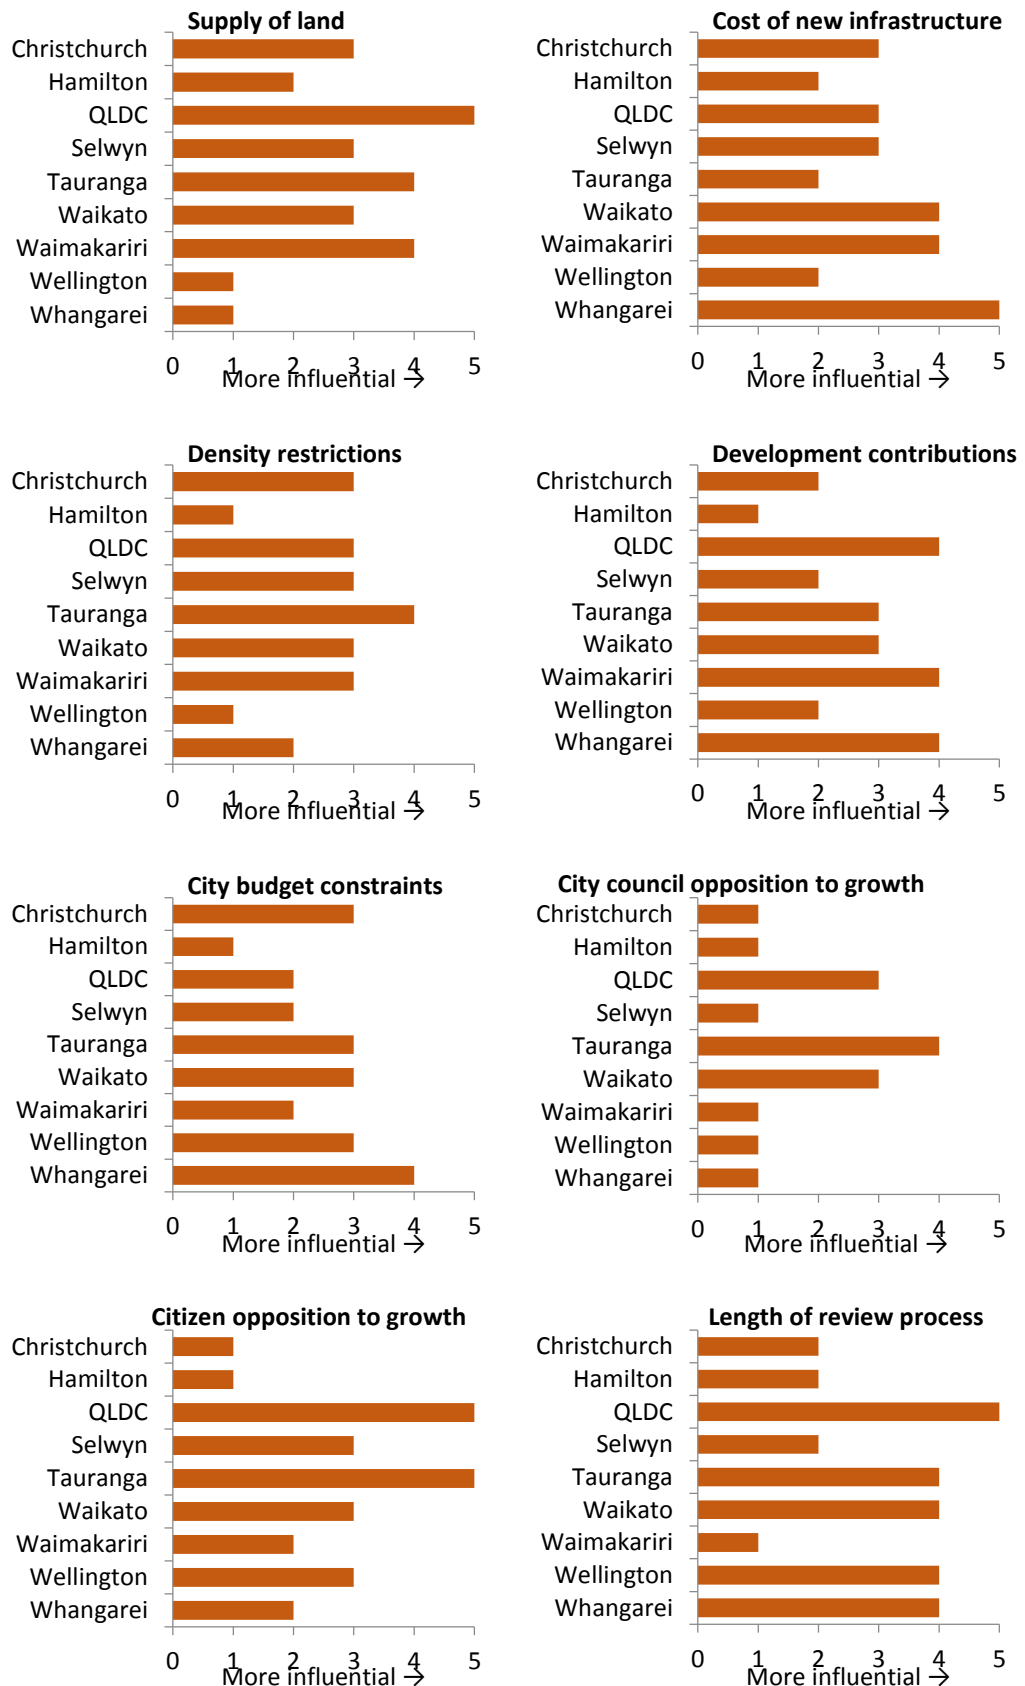 Supply of land
Christchurch
Hamilton
QLDC
Selwyn
Tauranga
Waikato
Waimakariri
Wellington
Whangarei
0 1 2 3 4 5
More influential →
Cost of new infrastructure
Christchurch
Hamilton
QLDC
Selwyn
Tauranga
Waikato
Waimakariri
Wellington
Whangarei
0 1 2 3 4 5
More influential →
Density restrictions
Christchurch
Hamilton
QLDC
Selwyn
Tauranga
Waikato
Waimakariri
Wellington
Whangarei
0 1 2 3 4 5
More influential →
Development contributions
Christchurch
Hamilton
QLDC
Selwyn
Tauranga
Waikato
Waimakariri
Wellington
Whangarei
0 1 2 3 4 5
More influential →
City budget constraints
Christchurch
Hamilton
QLDC
Selwyn
Tauranga
Waikato
Waimakariri
Wellington
Whangarei
0 1 2 3 4 5
More influential →
City council opposition to growth
Christchurch
Hamilton
QLDC
Selwyn
Tauranga
Waikato
Waimakariri
Wellington
Whangarei
0 1 2 3 4 5
More influential →
Citizen opposition to growth
Christchurch
Hamilton
QLDC
Selwyn
Tauranga
Waikato
Waimakariri
Wellington
Whangarei
0 1 2 3 4 5
More influential →
Length of review process
Christchurch
Hamilton
QLDC
Selwyn
Tauranga
Waikato
Waimakariri
Wellington
Whangarei
0 1 2 3 4 5
More influential →